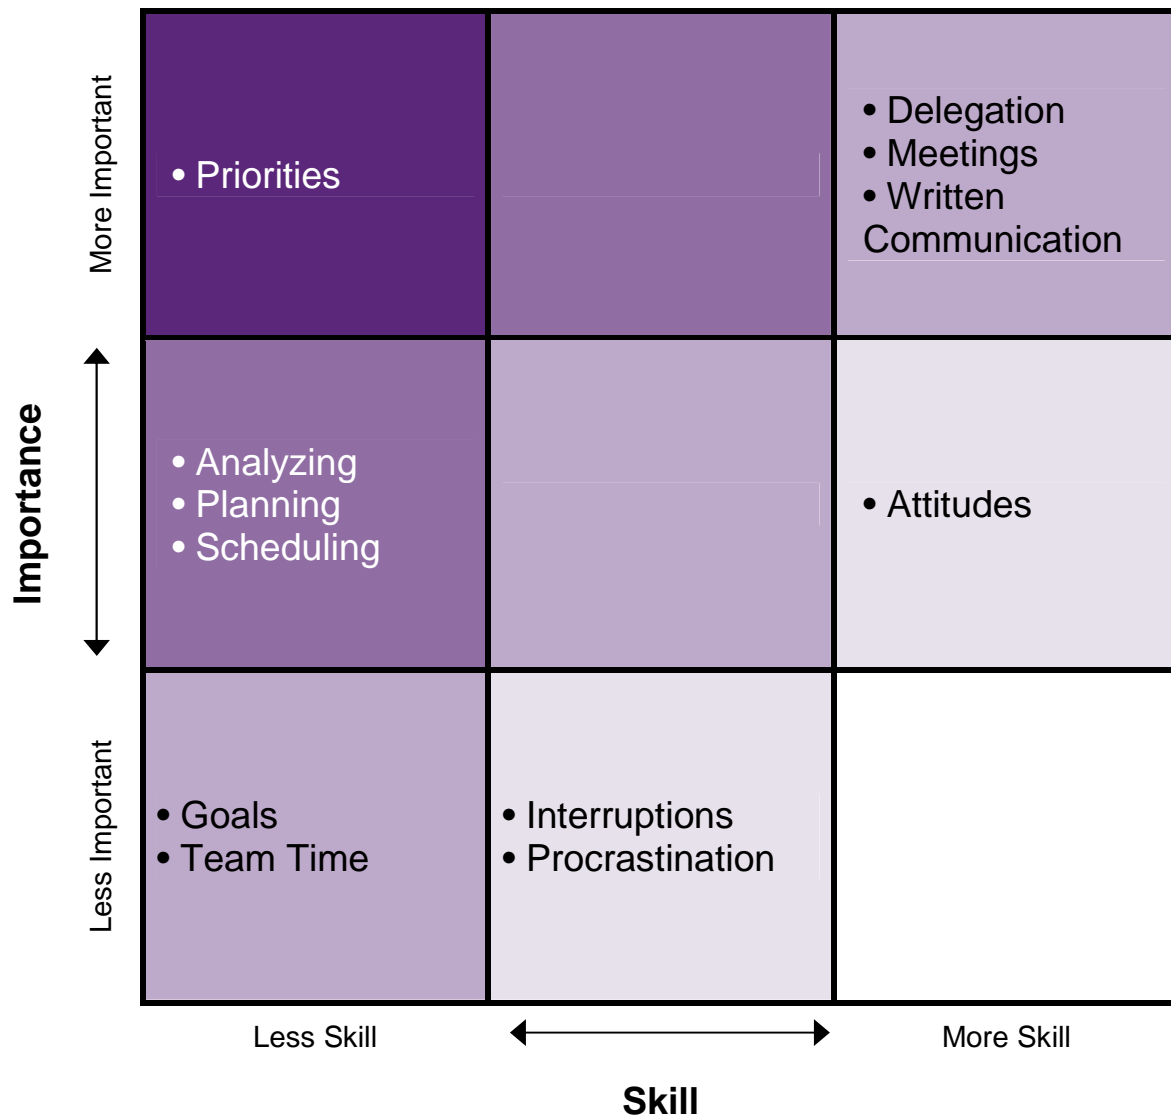 More Important
• Priorities
• Delegation
• Meetings
• Written
Communication
Importance
• Analyzing
• Planning
• Scheduling
• Attitudes
Less Important
• Goals
• Team Time
• Interruptions
• Procrastination
Less Skill
More Skill
Skill